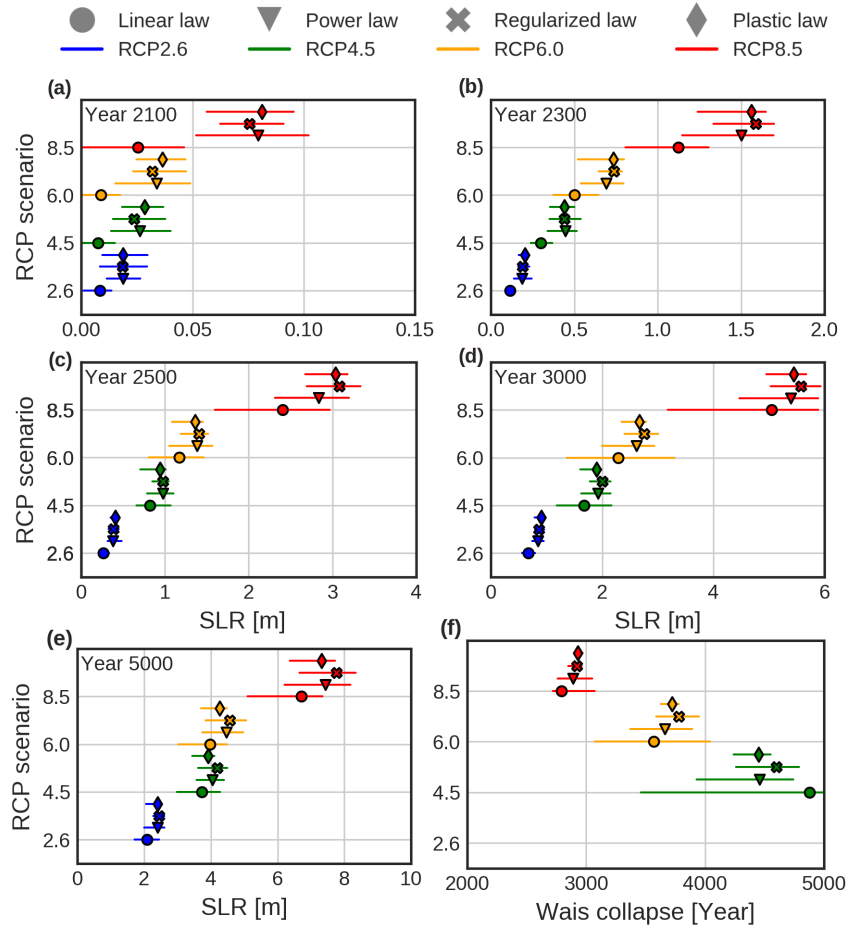 Linear law Power law Regularized law Plastic law
RCP2.6 RCP4.5 RCP6.0 RCP8.5
(a)
Year 2100
RCP scenario
8.5
6.0
4.5
2.6
0.00 0.05 0.10 0.15
(b)
Year 2300
8.5
6.0
4.5
2.6
0.0 0.5 1.0 1.5 2.0
(c)
Year 2500
RCP scenario
8.5
6.0
4.5
2.6
0 1 2 3 4
SLR [m]
(d)
Year 3000
8.5
6.0
4.5
2.6
0 2 4 6
SLR [m]
(e)
Year 5000
RCP scenario
8.5
6.0
4.5
2.6
0 2 4 6 8 10
SLR [m]
(f)
8.5
6.0
4.5
2.6
2000 3000 4000 5000
Wais collapse [Year]